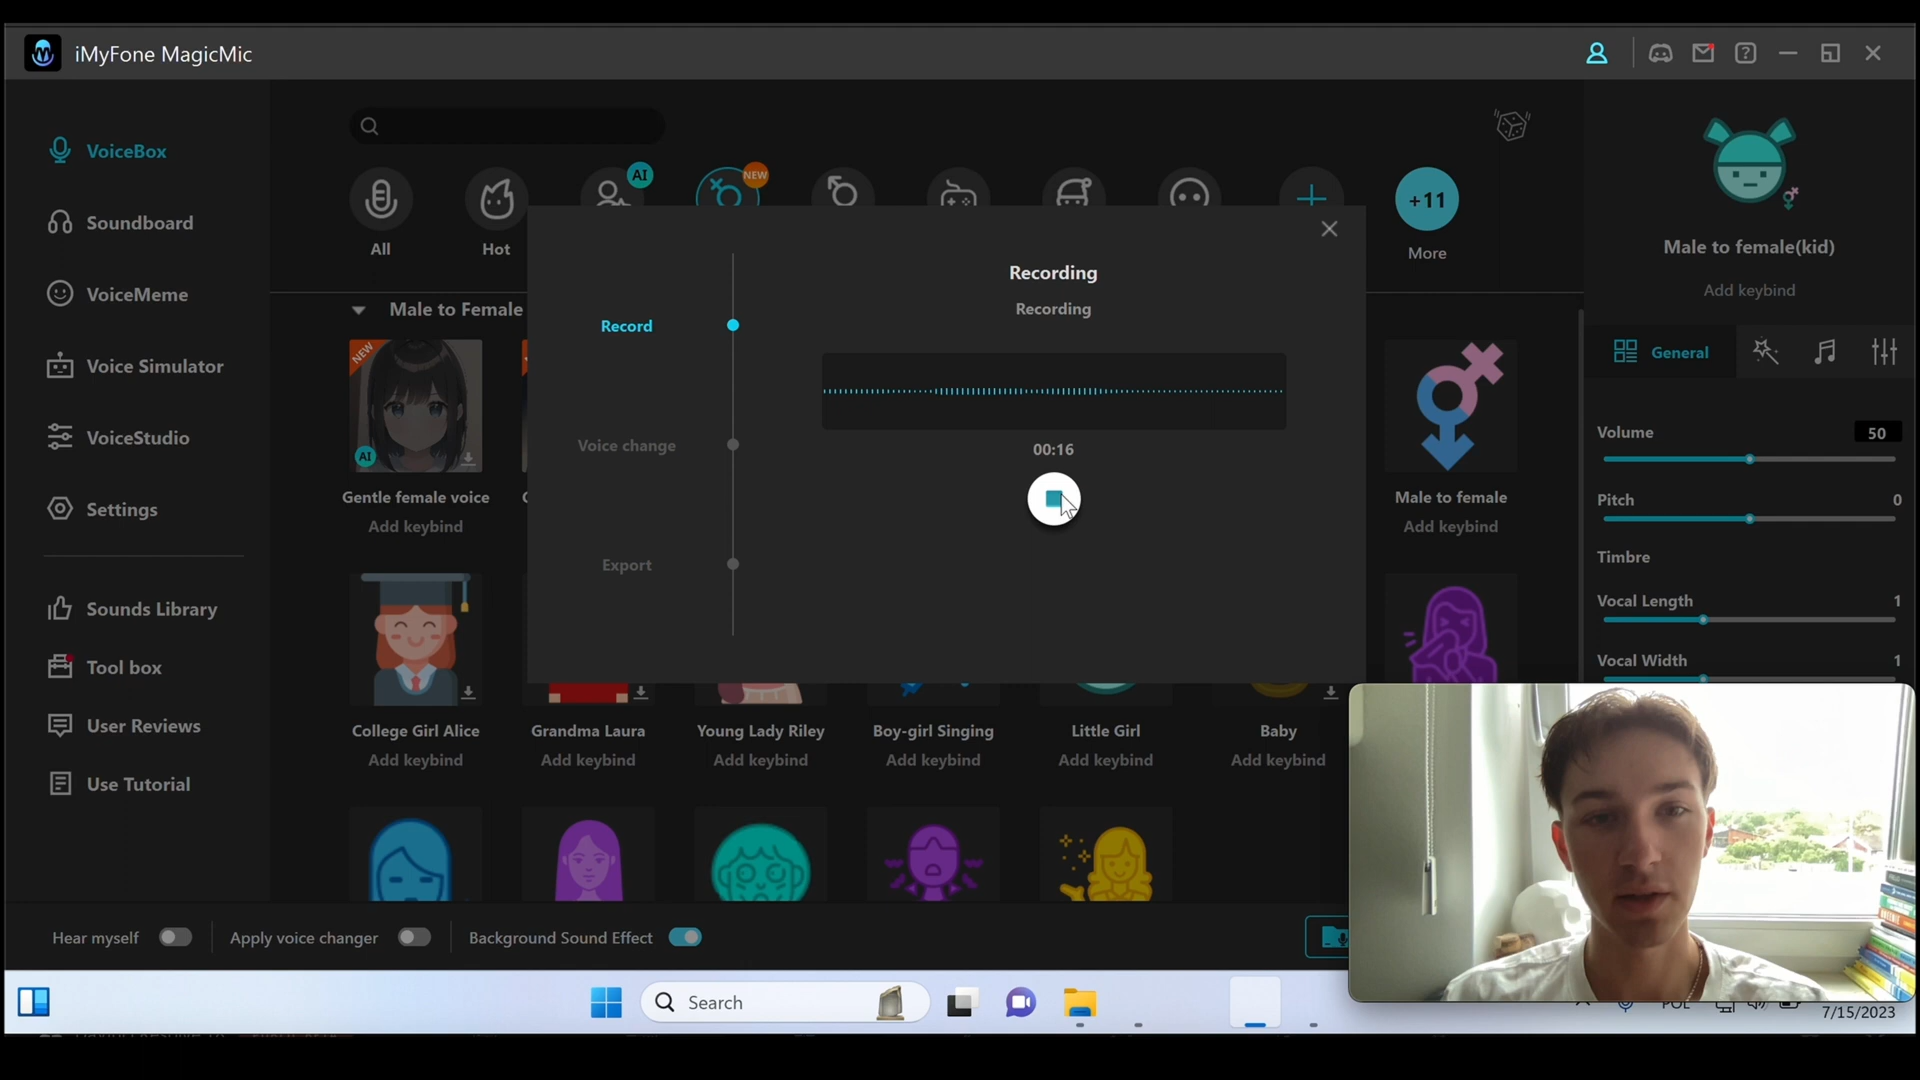 iMyFone MagicMic
VoiceBox
Soundboard
VoiceMeme
Voice Simulator
VoiceStudio
Settings
Sounds Library
Tool box
User Reviews
Use Tutorial
AI
NEW
+11
All
Hot
More
Male to Female
NEW
AI
Gentle female voice
Add keybind
Male to female
Add keybind
Recording
Recording
Record
Voice change
Export
00:16
College Girl Alice
Add keybind
Grandma Laura
Add keybind
Young Lady Riley
Add keybind
Boy-girl Singing
Add keybind
Little Girl
Add keybind
Baby
Add keybind
Male to female(kid)
Add keybind
General
Volume
50
Pitch
0
Timbre
Vocal Length
1
Vocal Width
1
Hear myself
Apply voice changer
Background Sound Effect
Search
7/15/2023